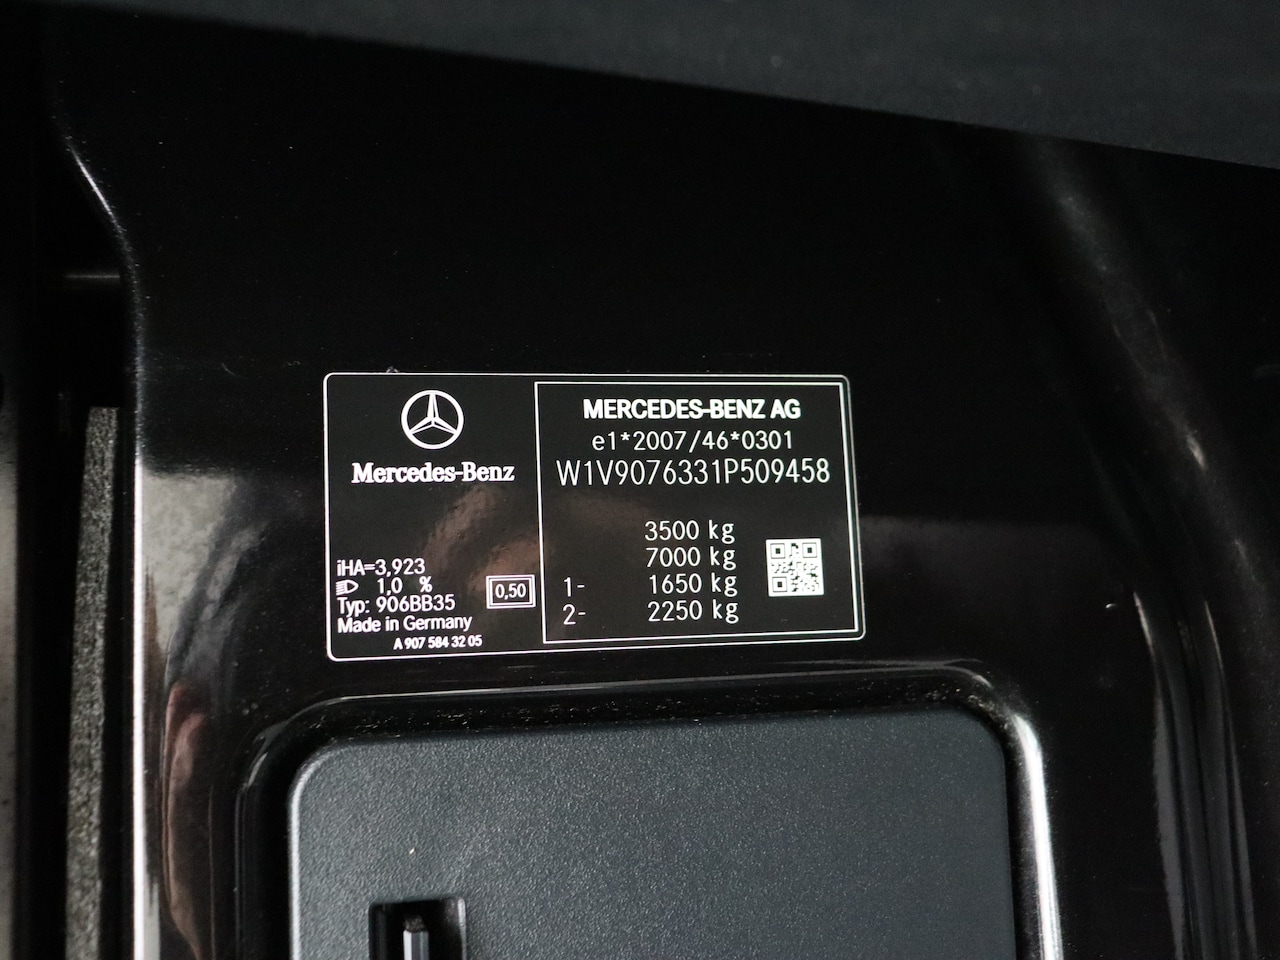 Mercedes-Benz
iHA=3,923
1,0 %
Typ: 906BB35
Made in Germany
A 907 584 32 05
0,50
MERCEDES-BENZ AG
e1*2007/46*0301
W1V9076331P509458
3500 kg
7000 kg
1- 1650 kg
2- 2250 kg